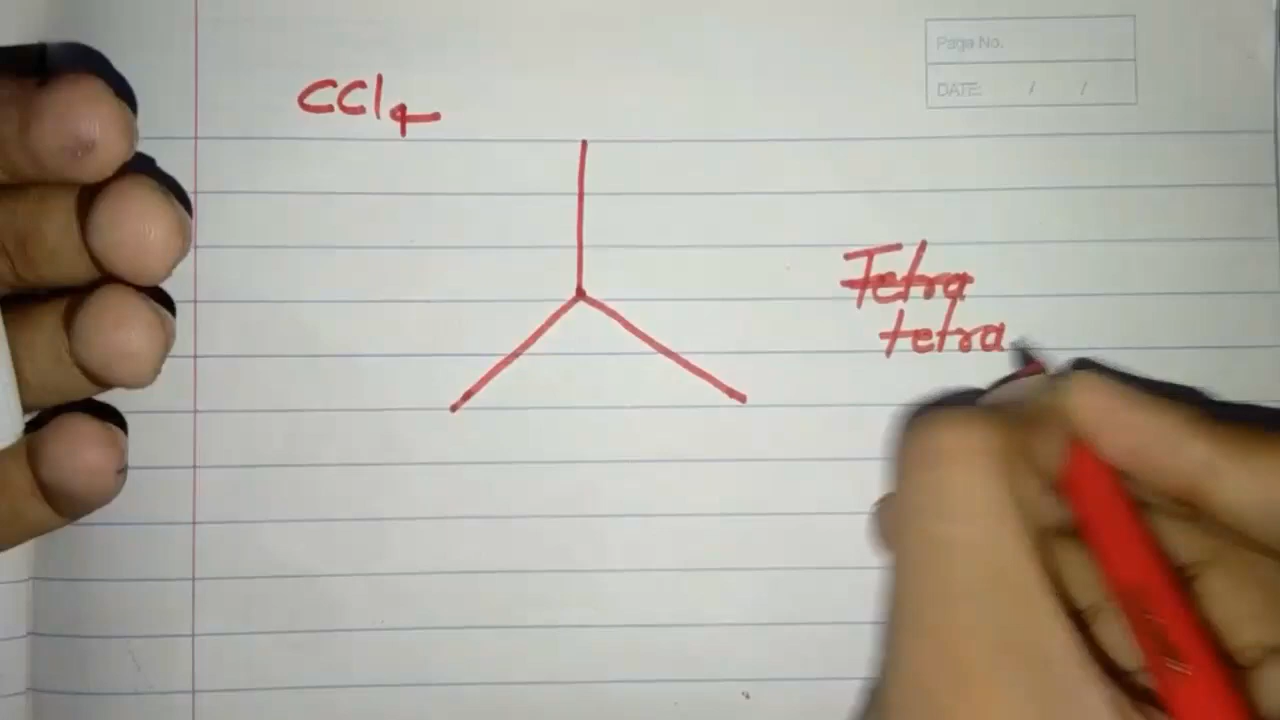 Page No.
DATE: / /
CCl4
Tetra
tetra